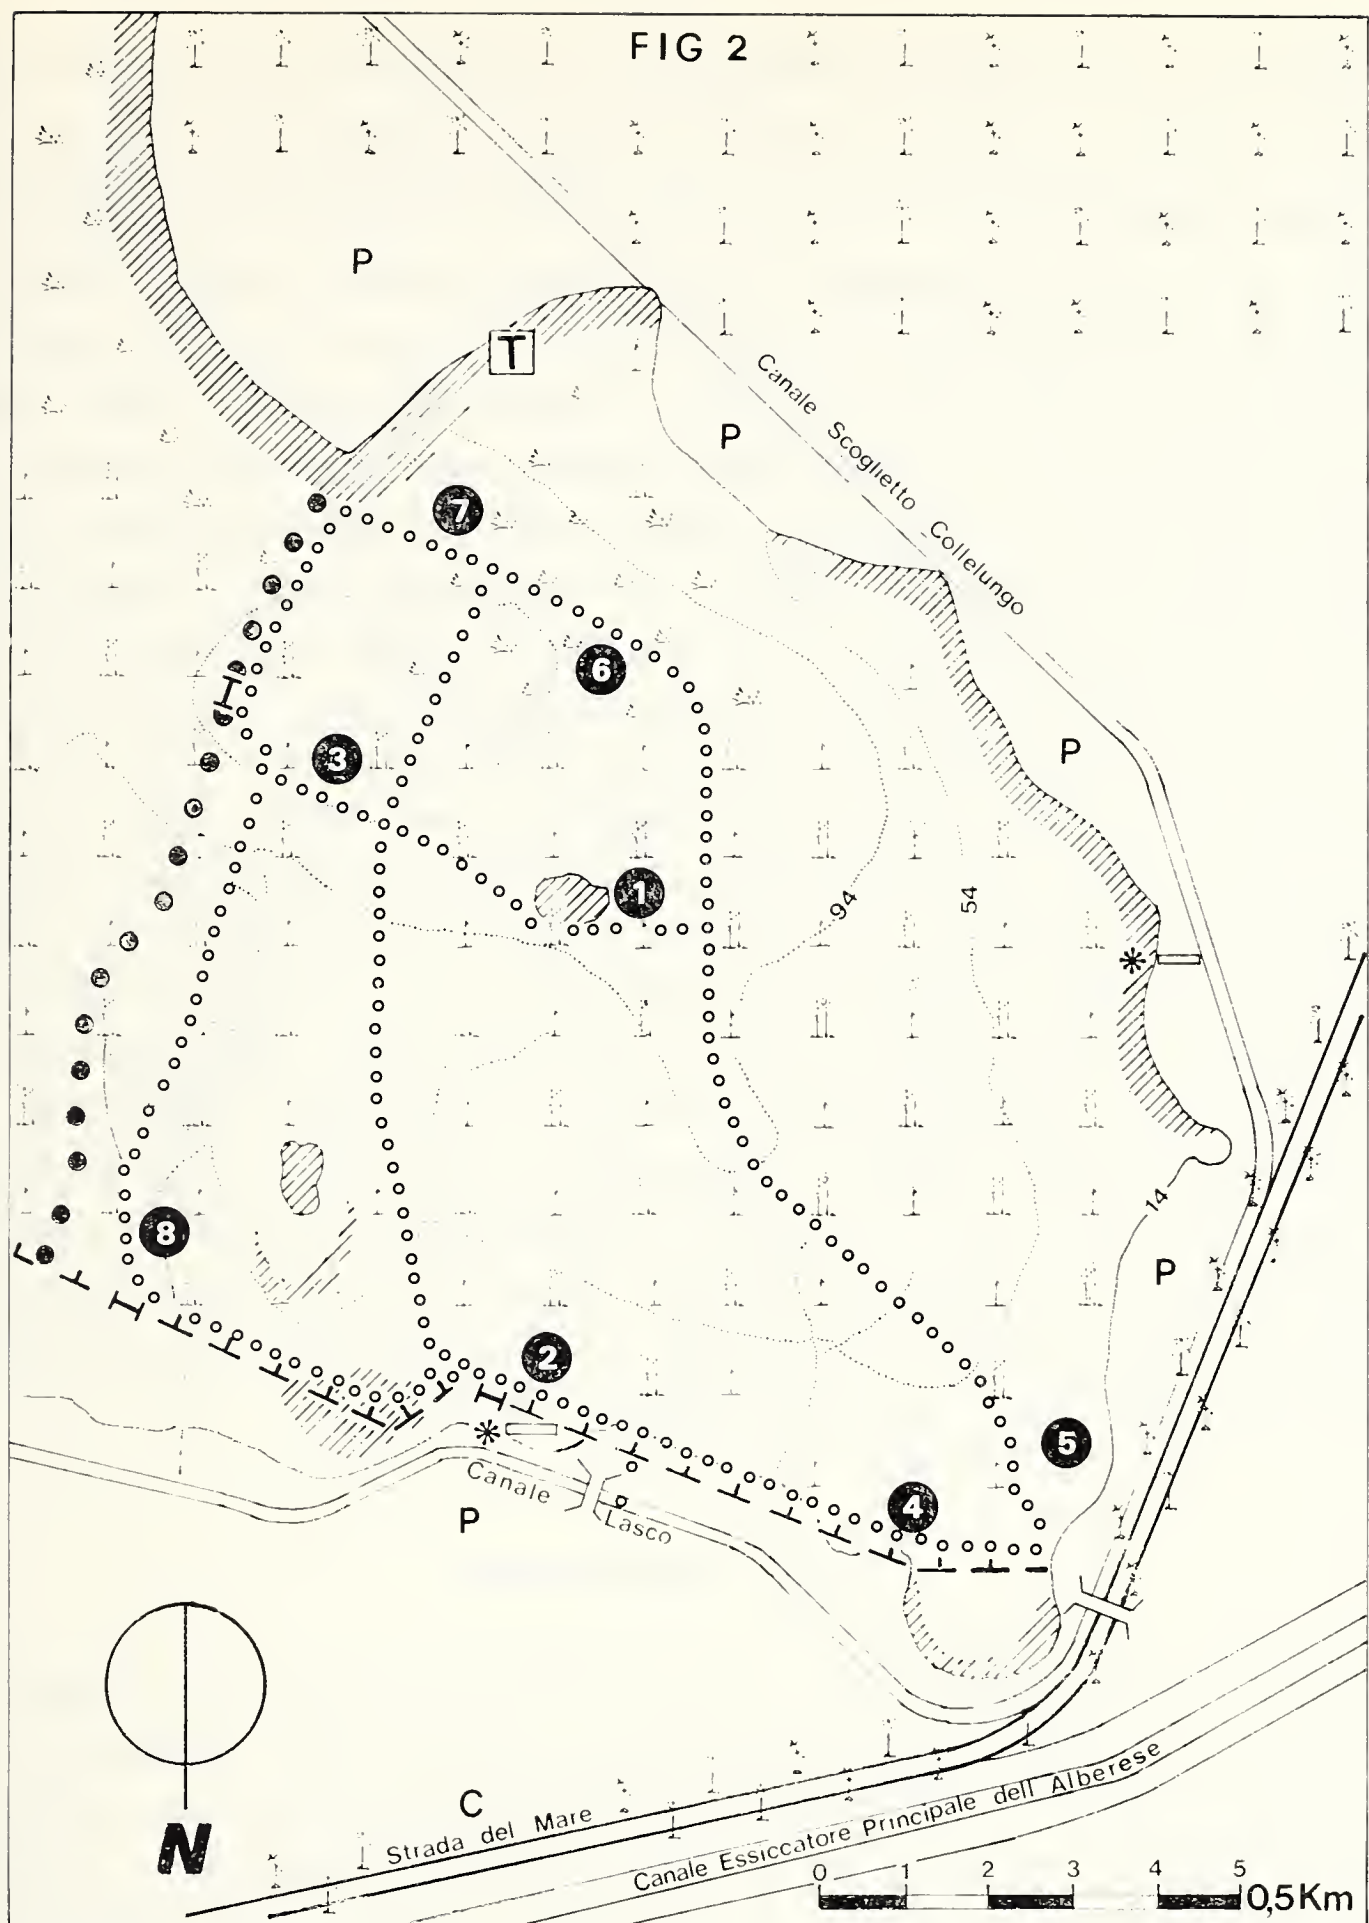 FIG 2
P
T
P
Canale Scoglietto Collelungo
7
6
P
3
1
94
54
14
8
P
2
5
4
Canale
Lasco
P
C
Strada del Mare
Canale Essiccatore Principale dell Alberese
N
0 1 2 3 4 5
0,5Km